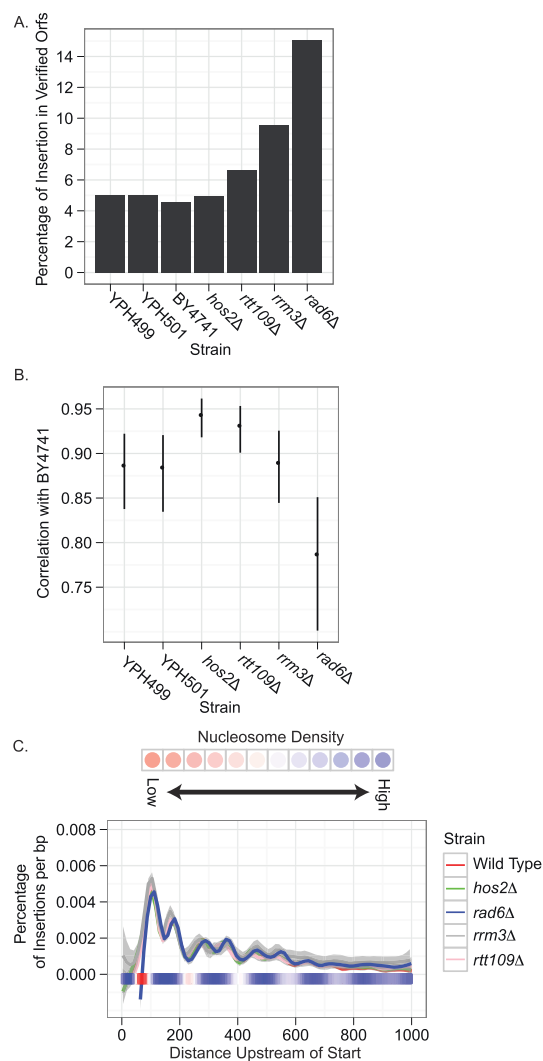 A.
Percentage of Insertion in Verified Orfs
14
12
10
8
6
4
2
0
YPH499
YPH501
BY4741
hos2Δ
rtt109Δ
rrm3Δ
rad6Δ
Strain
B.
Correlation with BY4741
0.95
0.90
0.85
0.80
0.75
YPH499
YPH501
hos2Δ
rtt109Δ
rrm3Δ
rad6Δ
Strain
C.
Nucleosome Density
Low
High
Percentage
of Insertions per bp
0.008
0.006
0.004
0.002
0.000
0
200
400
600
800
1000
Distance Upstream of Start
Strain
Wild Type
hos2Δ
rad6Δ
rrm3Δ
rtt109Δ